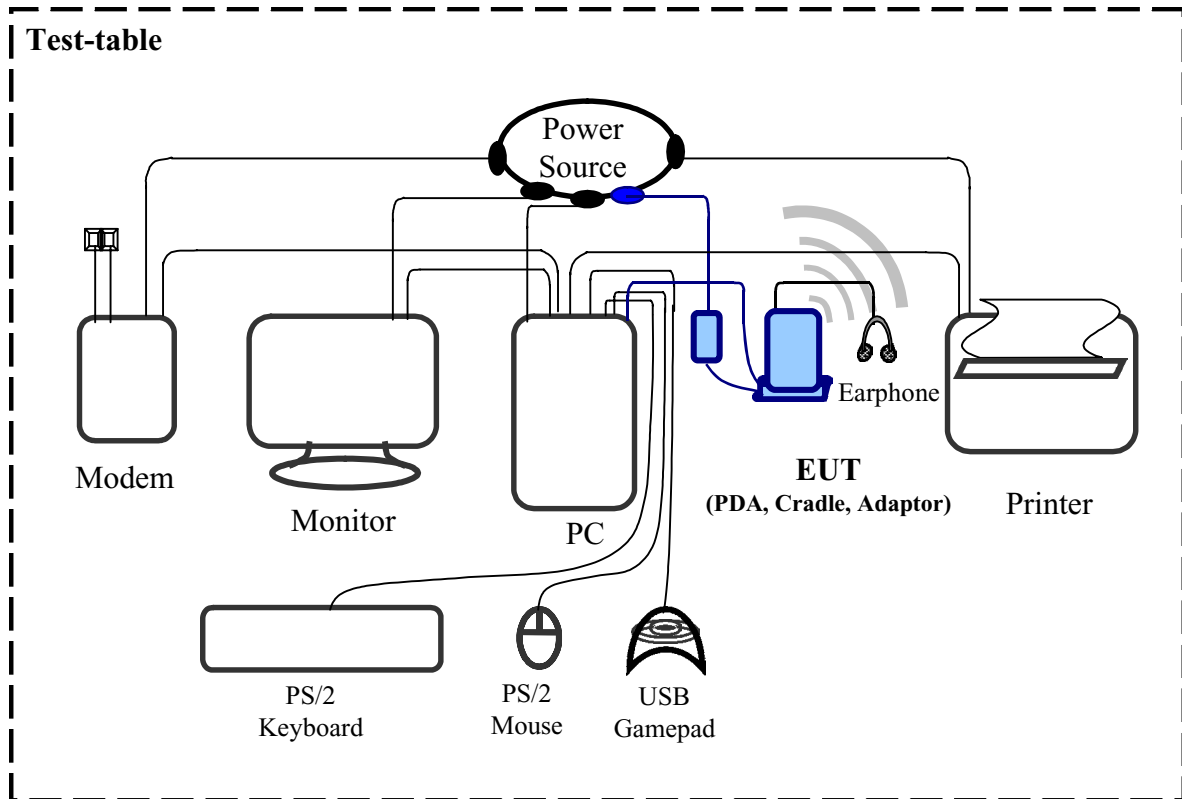 Test-table
Power
Source
Earphone
Modem
Monitor
PC
EUT
(PDA, Cradle, Adaptor)
Printer
PS/2
Keyboard
PS/2
Mouse
USB
Gamepad